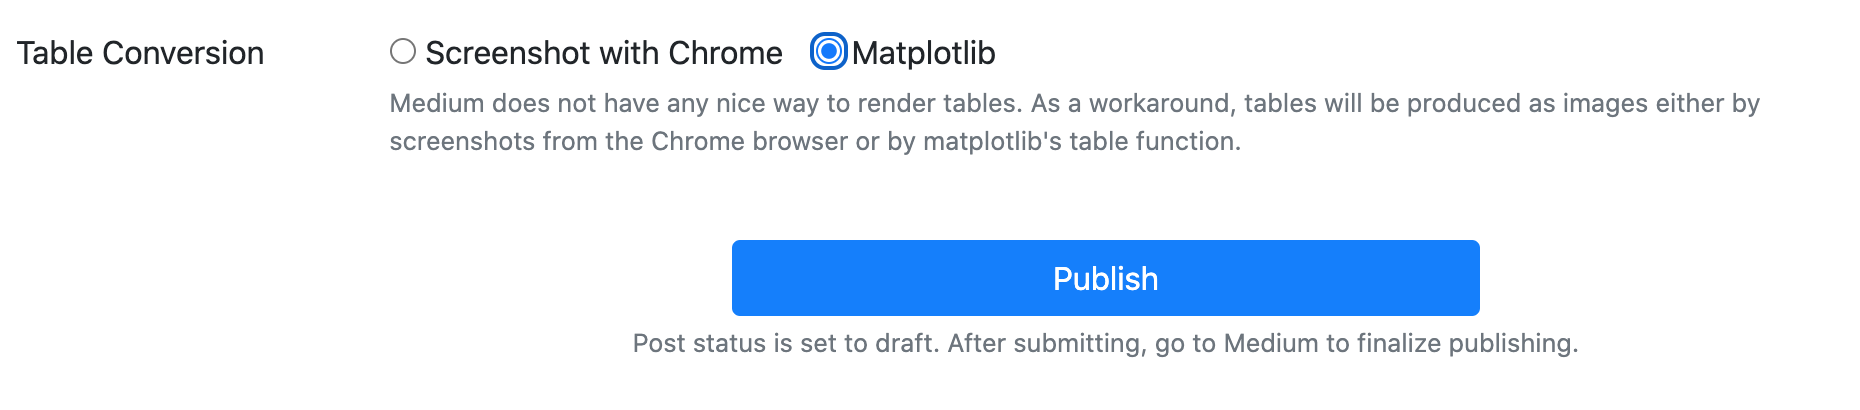 Table Conversion Screenshot with Chrome Matplotlib
Medium does not have any nice way to render tables. As a workaround, tables will be produced as images either by
screenshots from the Chrome browser or by matplotlib's table function.
Publish
Post status is set to draft. After submitting, go to Medium to finalize publishing.